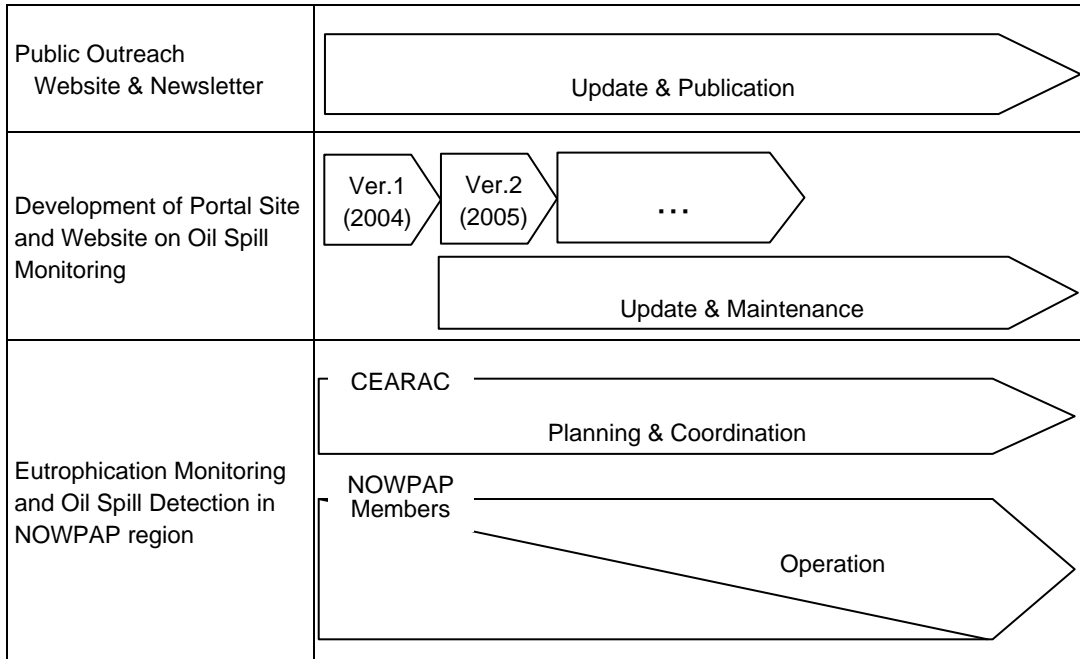 Public Outreach
Website & Newsletter
Update & Publication
Development of Portal Site
and Website on Oil Spill
Monitoring
Ver.1
(2004)
Ver.2
(2005)
...
Update & Maintenance
Eutrophication Monitoring
and Oil Spill Detection in
NOWPAP region
CEARAC
Planning & Coordination
NOWPAP
Members
Operation